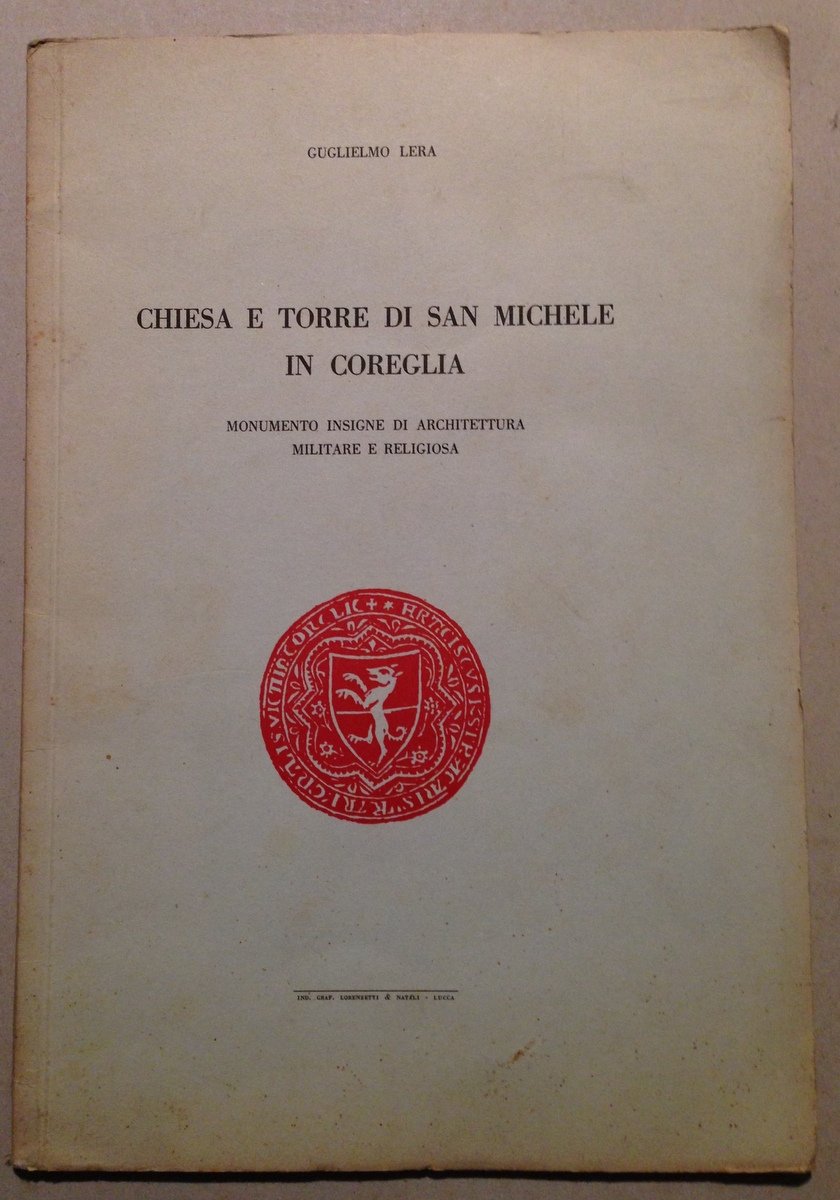 GUGLIELMO LERA
CHIESA E TORRE DI SAN MICHELE
IN COREGLIA
MONUMENTO INSIGNE DI ARCHITETTURA
MILITARE E RELIGIOSA
IND. GRAF. LORENZETTI & NATALI - LUCCA